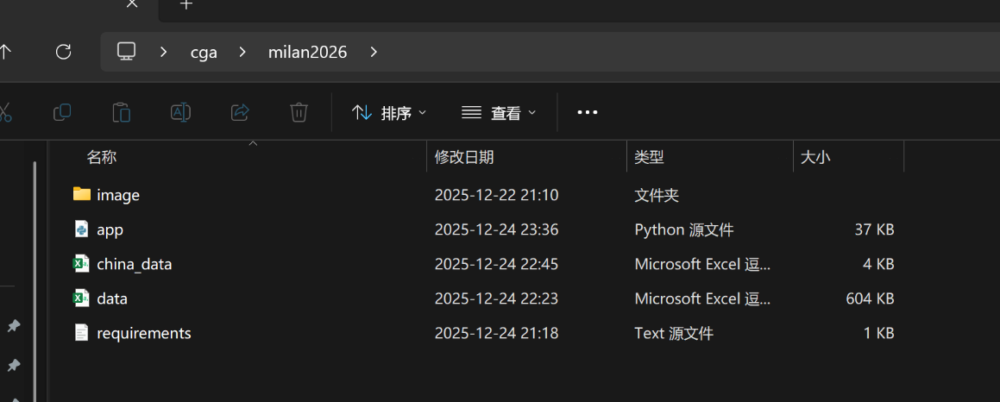 cga milan2026
排序 查看
名称 修改日期 类型 大小
image 2025-12-22 21:10 文件夹
app 2025-12-24 23:36 Python 源文件 37 KB
china_data 2025-12-24 22:45 Microsoft Excel 逗... 4 KB
data 2025-12-24 22:23 Microsoft Excel 逗... 604 KB
requirements 2025-12-24 21:18 Text 源文件 1 KB